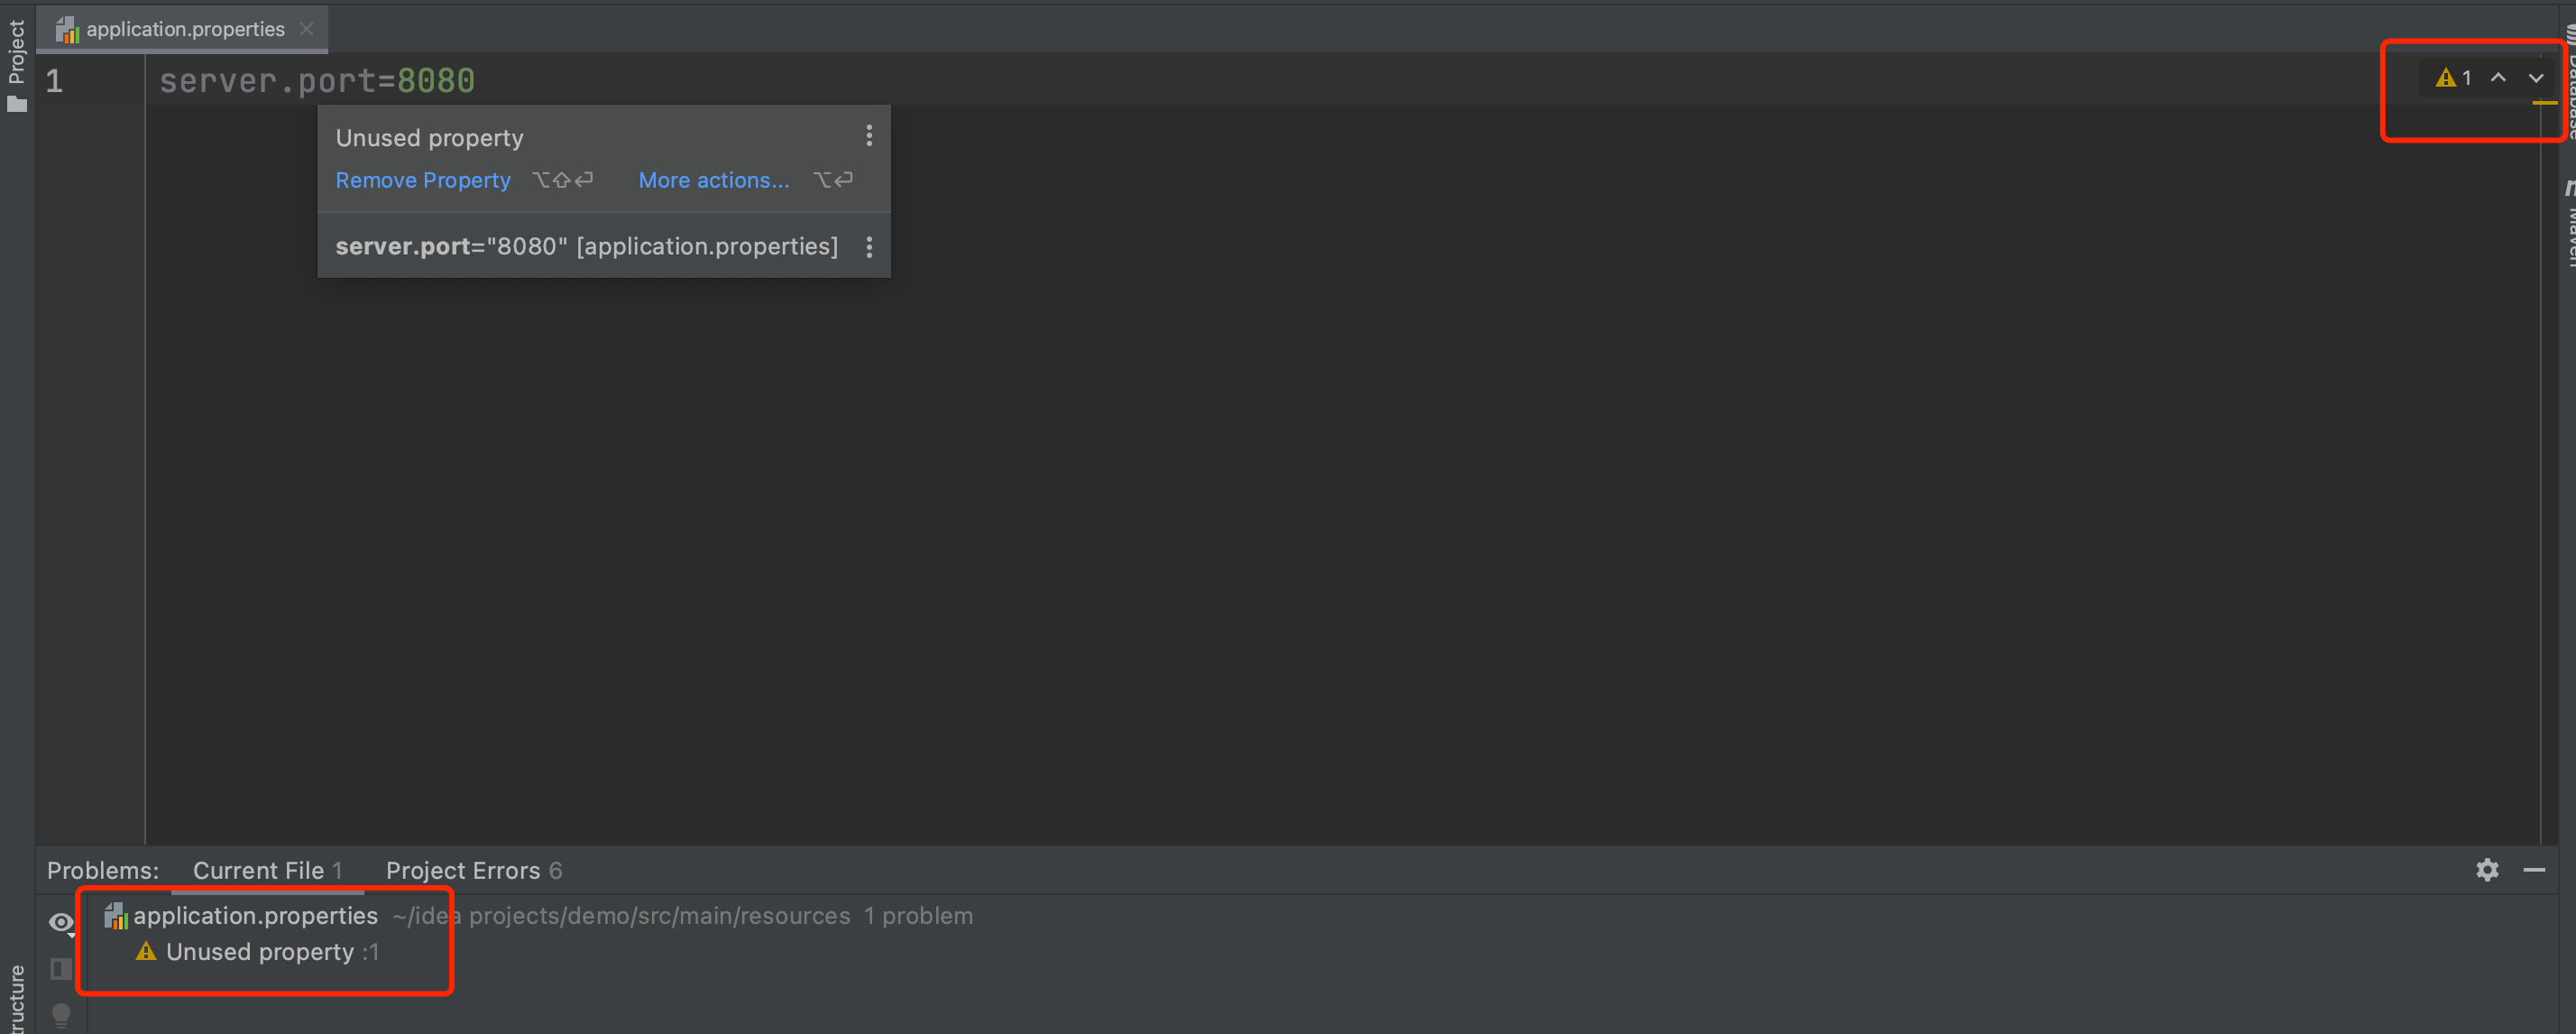 Project
application.properties
1
server.port=8080
1
Unused property
Remove Property ⌥⇧⏎ More actions... ⌥⏎
server.port="8080" [application.properties]
Database
Maven
Problems: Current File 1 Project Errors 6
application.properties ~/idea projects/demo/src/main/resources 1 problem
Unused property :1